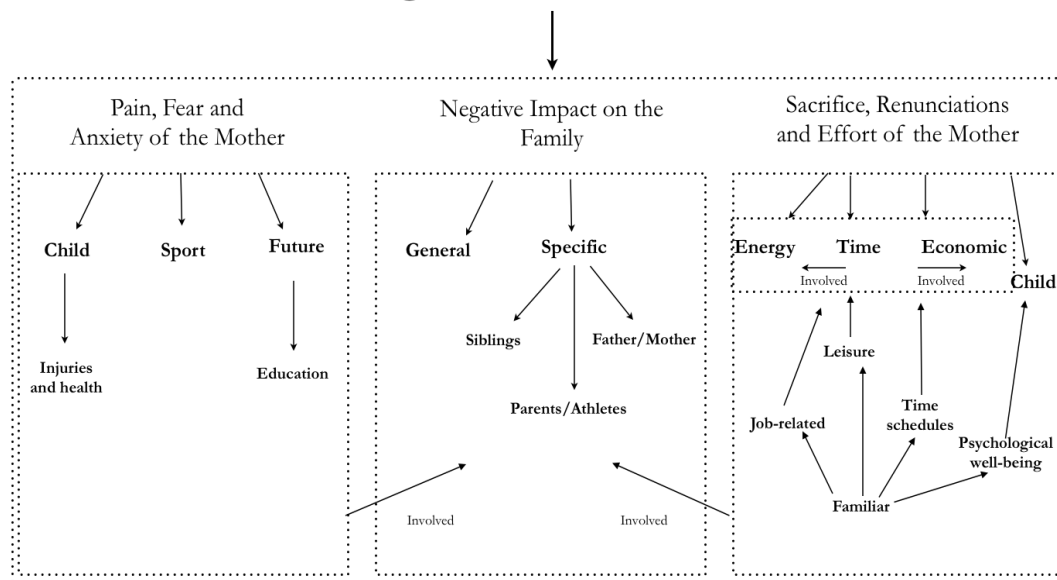 Pain, Fear and
Anxiety of the Mother
Negative Impact on the
Family
Sacrifice, Renunciations
and Effort of the Mother
Child
Sport
Future
Injuries
and health
Education
General
Specific
Siblings
Father/Mother
Parents/Athletes
Energy
Time
Economic
Involved
Involved
Child
Leisure
Job-related
Time
schedules
Psychological
well-being
Familiar
Involved
Involved